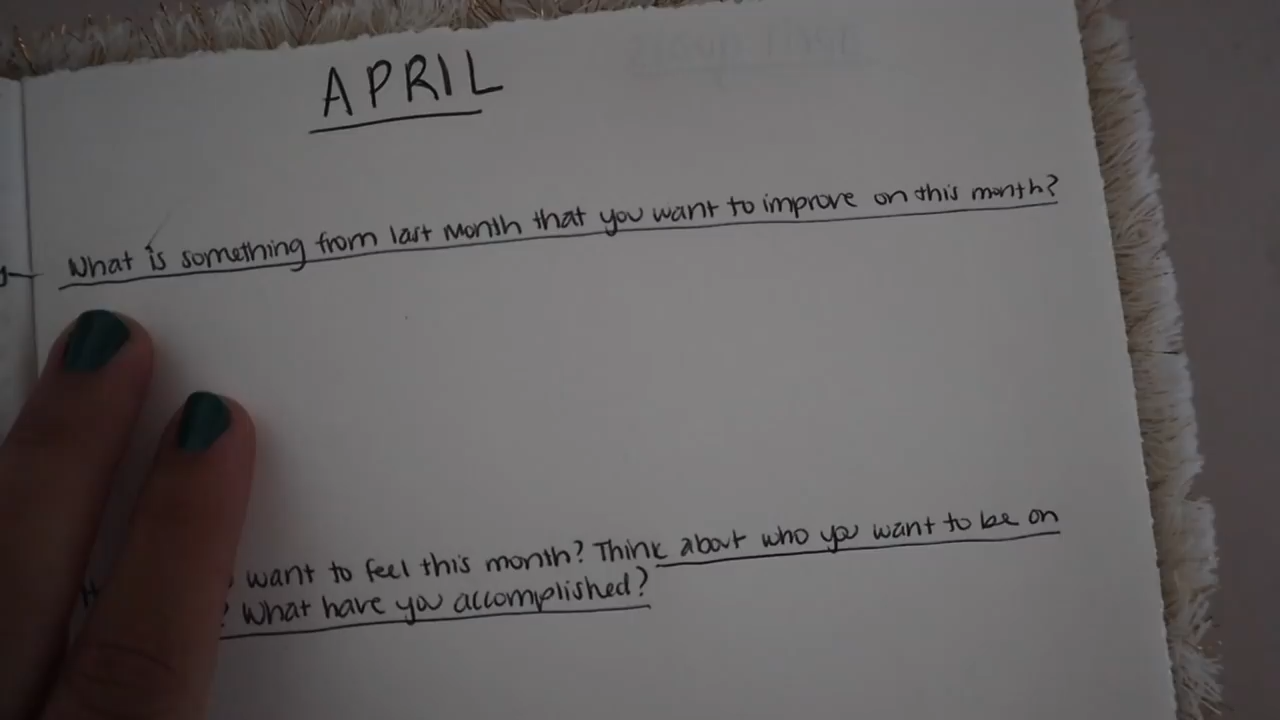 APRIL
What is something from last month that you want to improve on this month?
want to feel this month? Think about who you want to be on
? What have you accomplished?